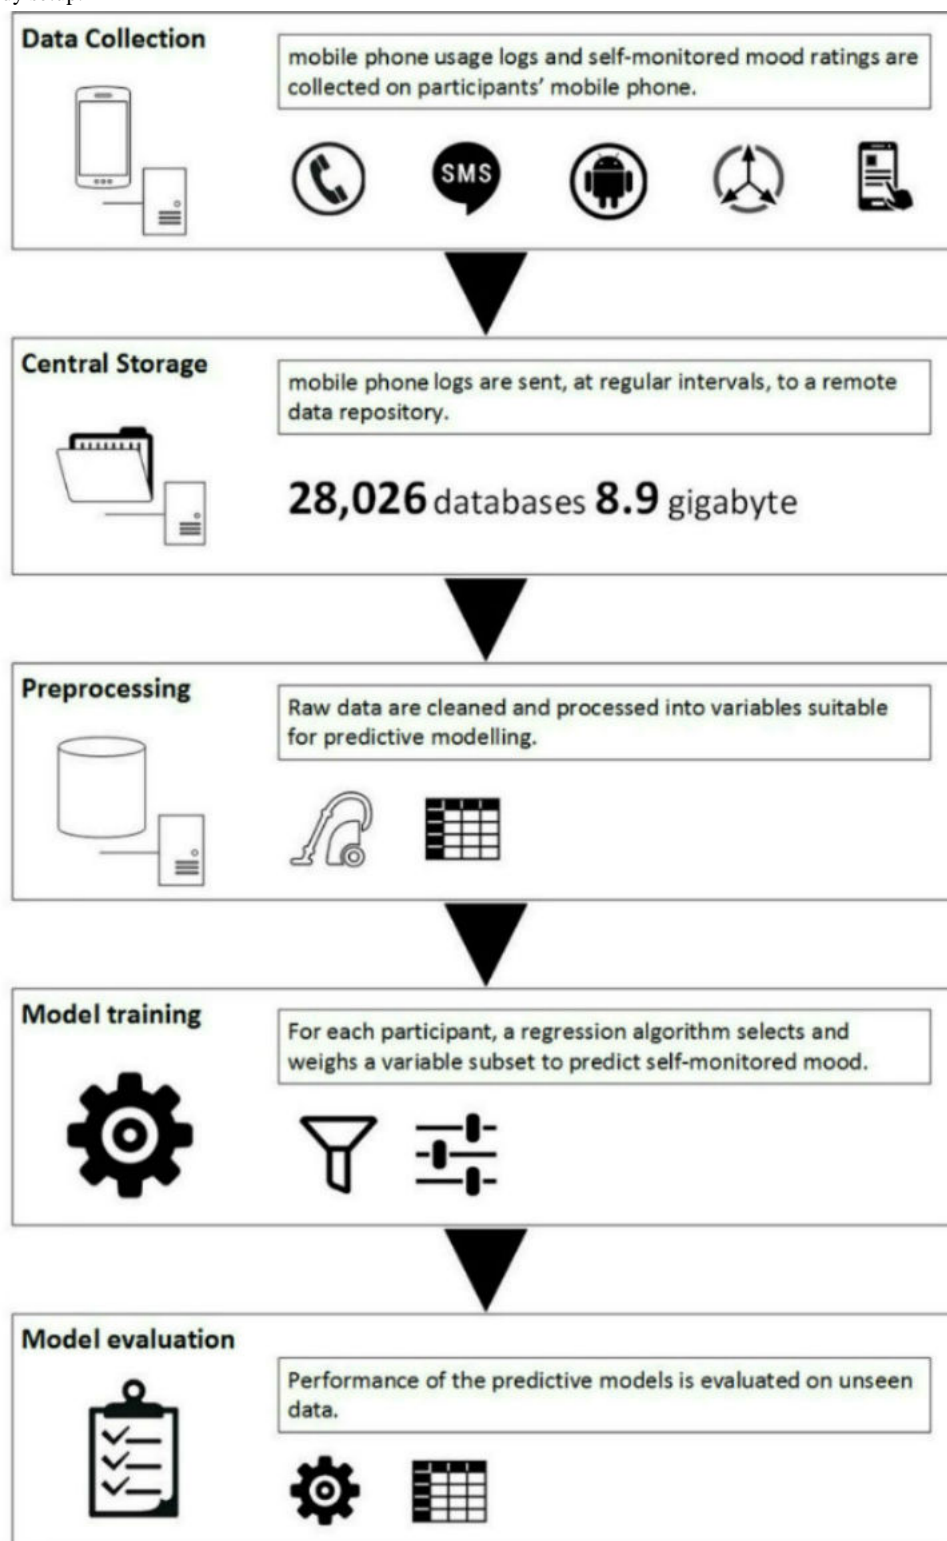 Data Collection
mobile phone usage logs and self-monitored mood ratings are
collected on participants' mobile phone.
SMS
Central Storage
mobile phone logs are sent, at regular intervals, to a remote
data repository.
28,026 databases 8.9 gigabyte
Preprocessing
Raw data are cleaned and processed into variables suitable
for predictive modelling.
Model training
For each participant, a regression algorithm selects and
weighs a variable subset to predict self-monitored mood.
Model evaluation
Performance of the predictive models is evaluated on unseen
data.